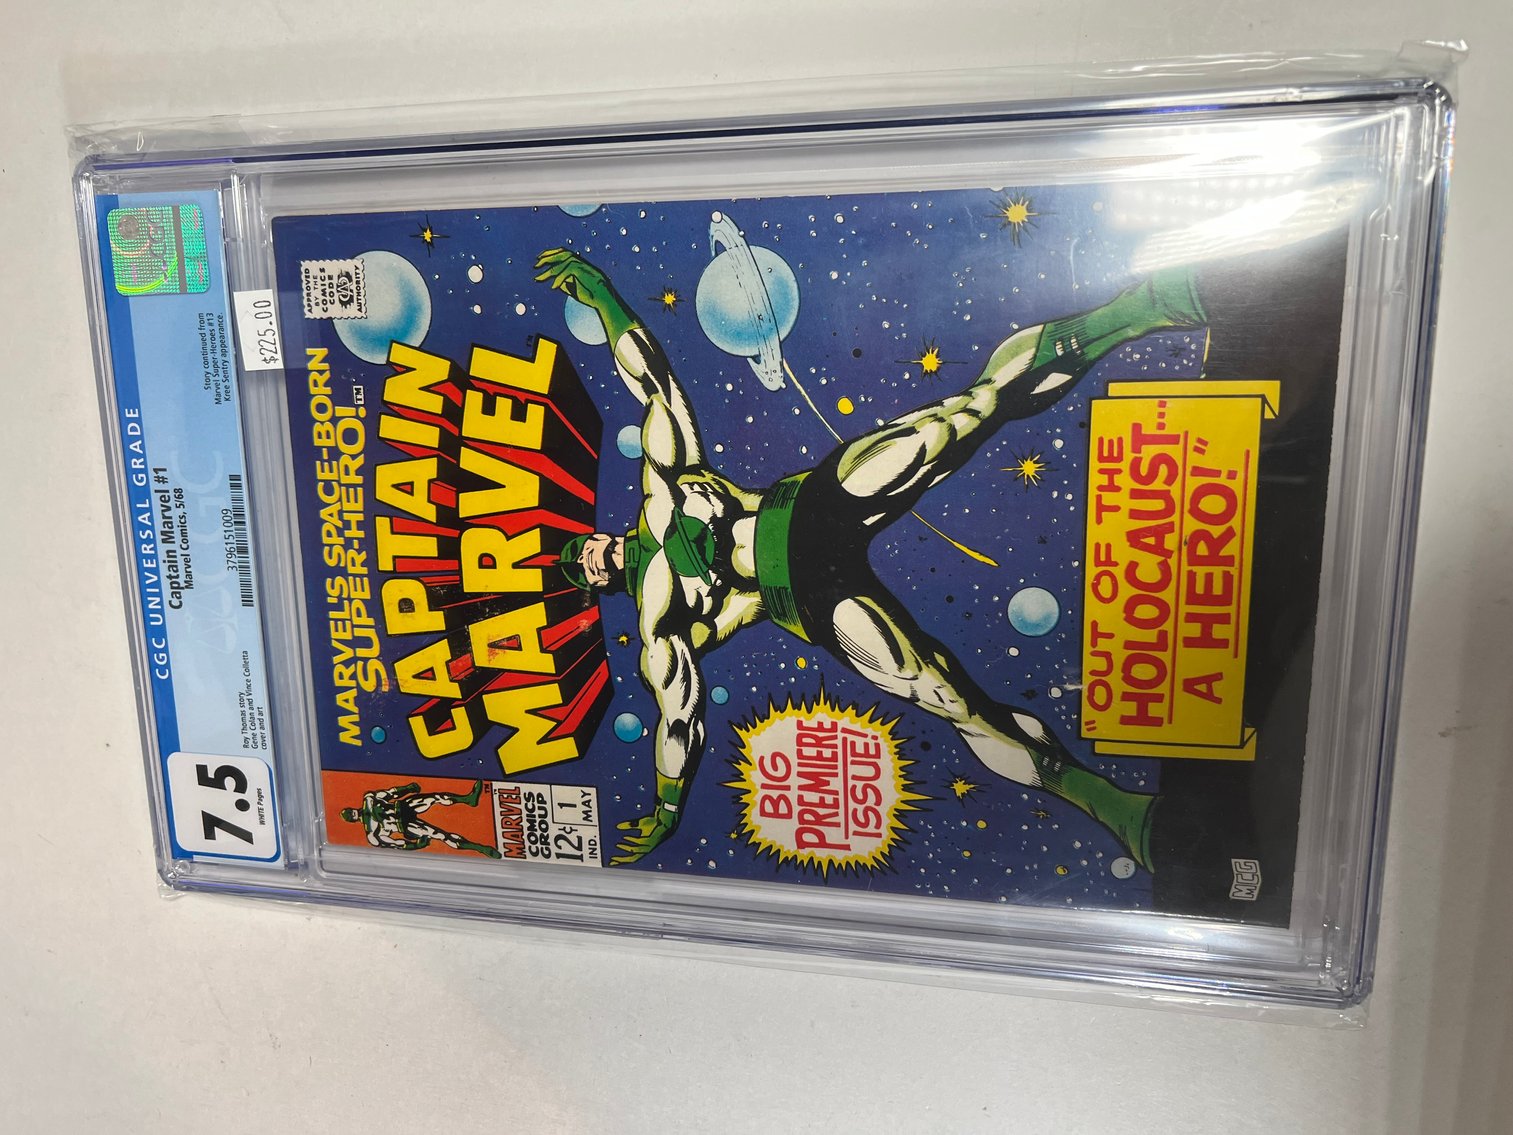 CGC UNIVERSAL GRADE
7.5
WHITE Pages
Captain Marvel #1
Marvel Comics, 5/68
Roy Thomas story
Gene Colan and Vince Colletta
cover and art
3796151009
Story continued from
Marvel Super-Heroes #13
Kree Sentry appearance.
$225.00
MARVEL'S SPACE-BORN
SUPER-HERO! TM
CAPTAIN
MARVEL TM
APPROVED
BY THE
COMICS
CODE
CA
AUTHORITY
TM
MARVEL
COMICS
GROUP
12¢ 1
IND. MAY
BIG
PREMIERE
ISSUE!
"OUT OF THE
HOLOCAUST...
A HERO!"
MCG